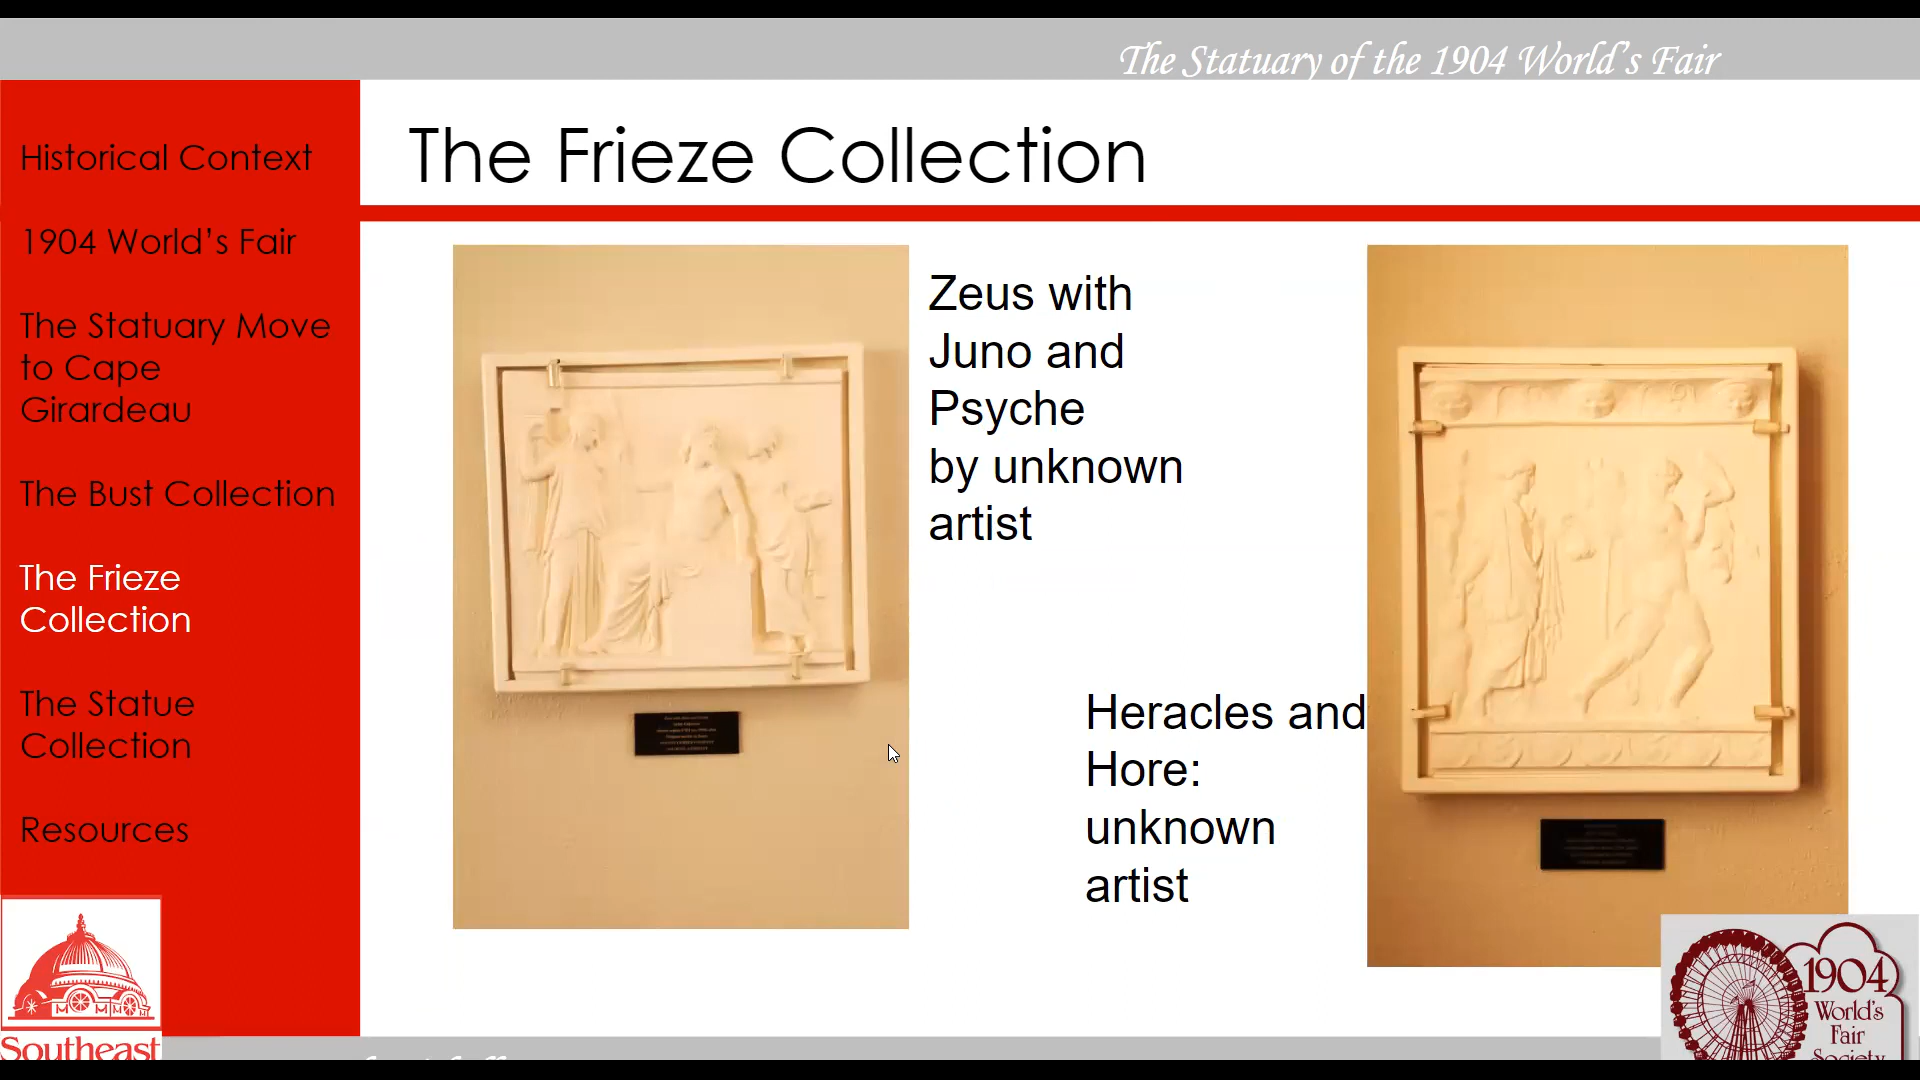 The Statuary of the 1904 World's Fair
Historical Context
1904 World's Fair
The Statuary Move
to Cape
Girardeau
The Bust Collection
The Frieze
Collection
The Statue
Collection
Resources
Southeast
The Frieze Collection
Zeus with
Juno and
Psyche
by unknown
artist
Heracles and
Hore:
unknown
artist
1904
World's
Fair
Society